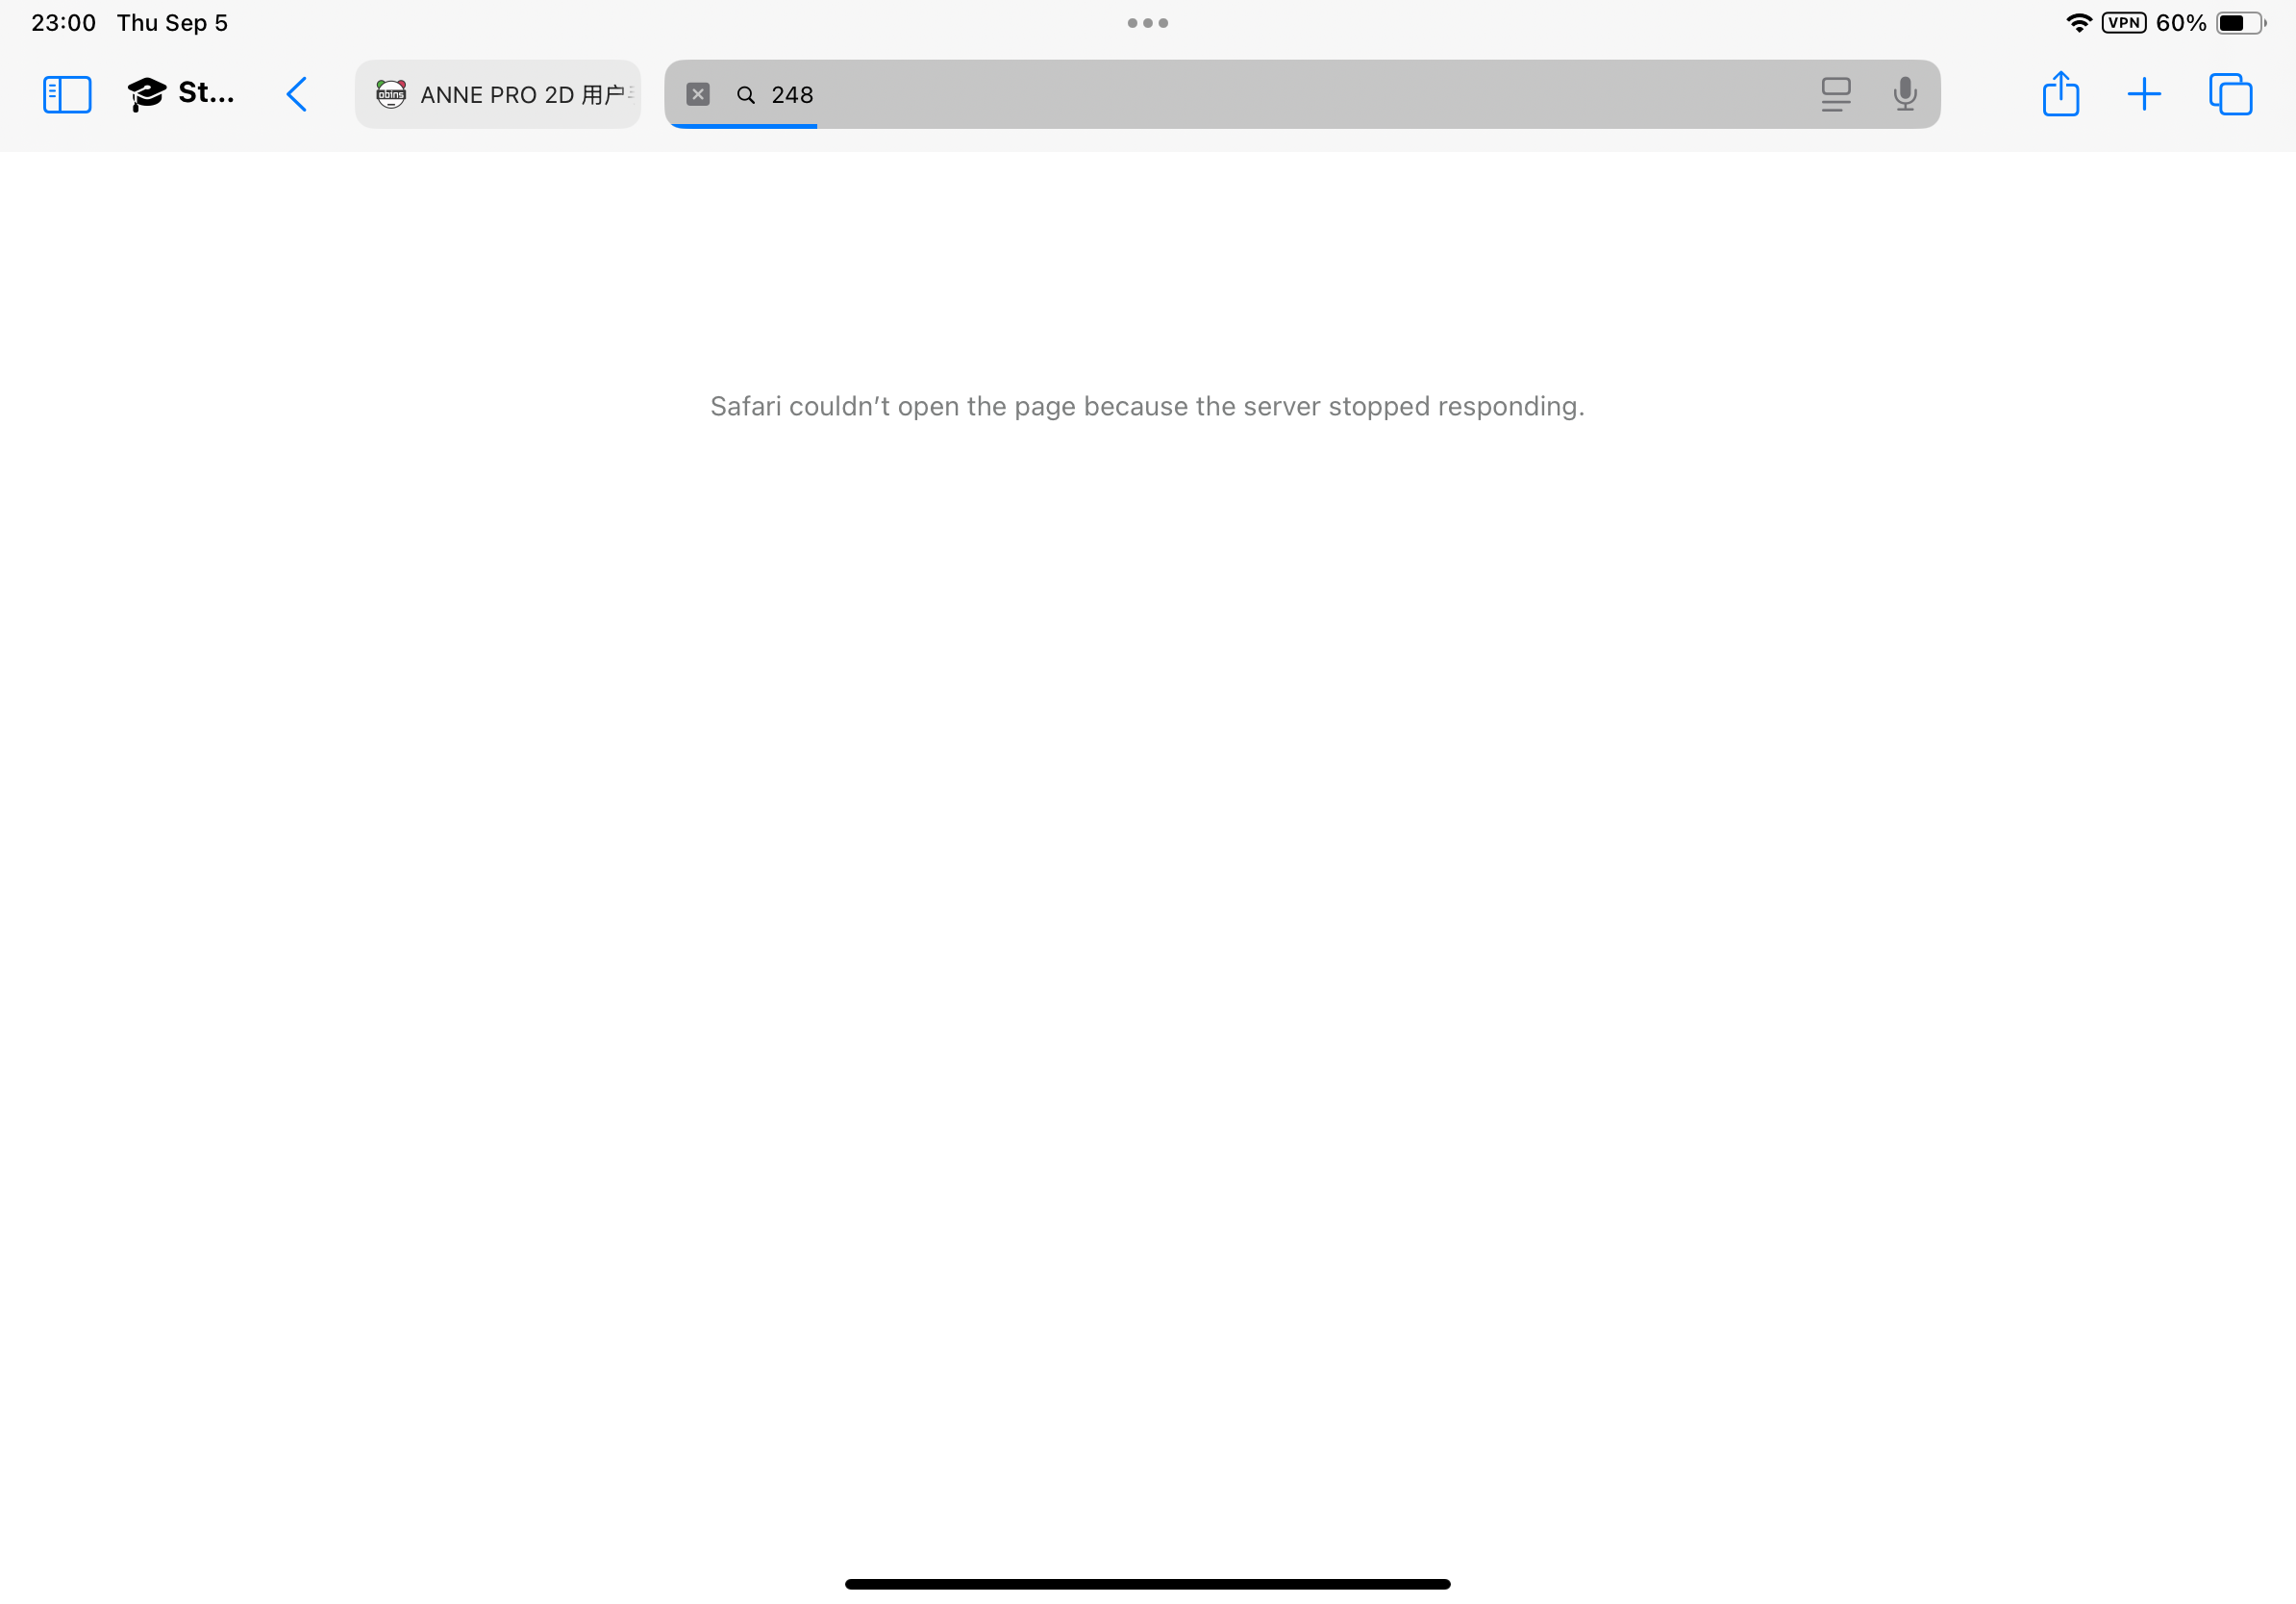 23:00 Thu Sep 5
VPN 60%
St...
obins
ANNE PRO 2D 用户
248
Safari couldn’t open the page because the server stopped responding.